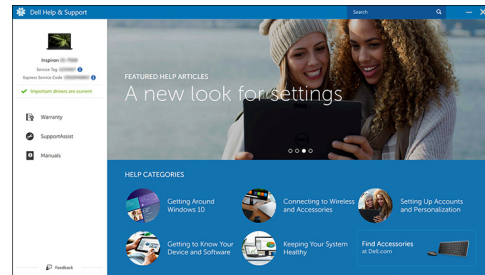 Dell Help & Support
Search
Inspiron
Service Tag
Express Service Code
Important drivers are current
Warranty
SupportAssist
Manuals
Feedback
FEATURED HELP ARTICLES
A new look for settings
HELP CATEGORIES
Getting Around
Windows 10
Connecting to Wireless
and Accessories
Setting Up Accounts
and Personalization
Getting to Know Your
Device and Software
Keeping Your System
Healthy
Find Accessories
at Dell.com